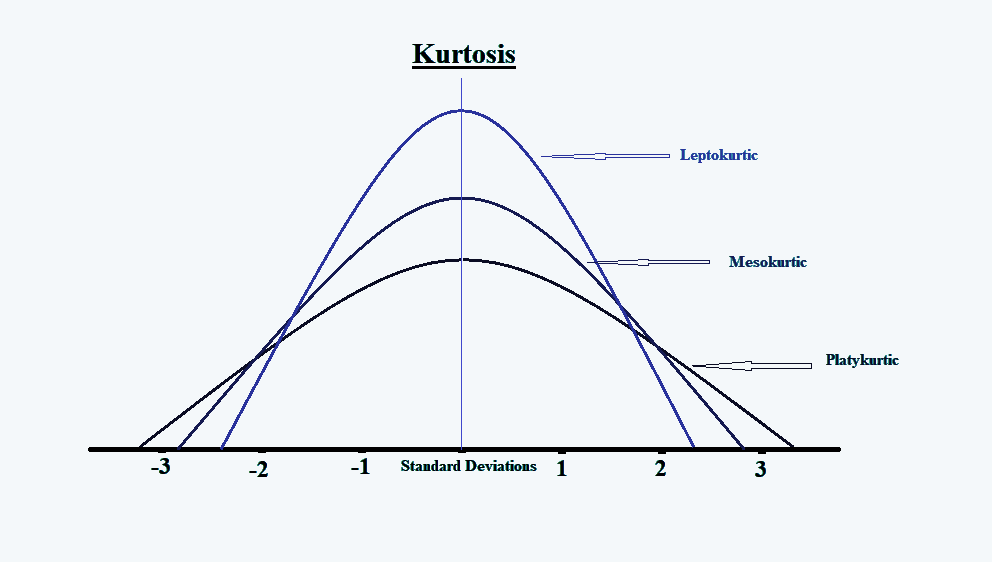 Kurtosis
Leptokurtic
Mesokurtic
Platykurtic
-3 -2 -1 Standard Deviations 1 2 3